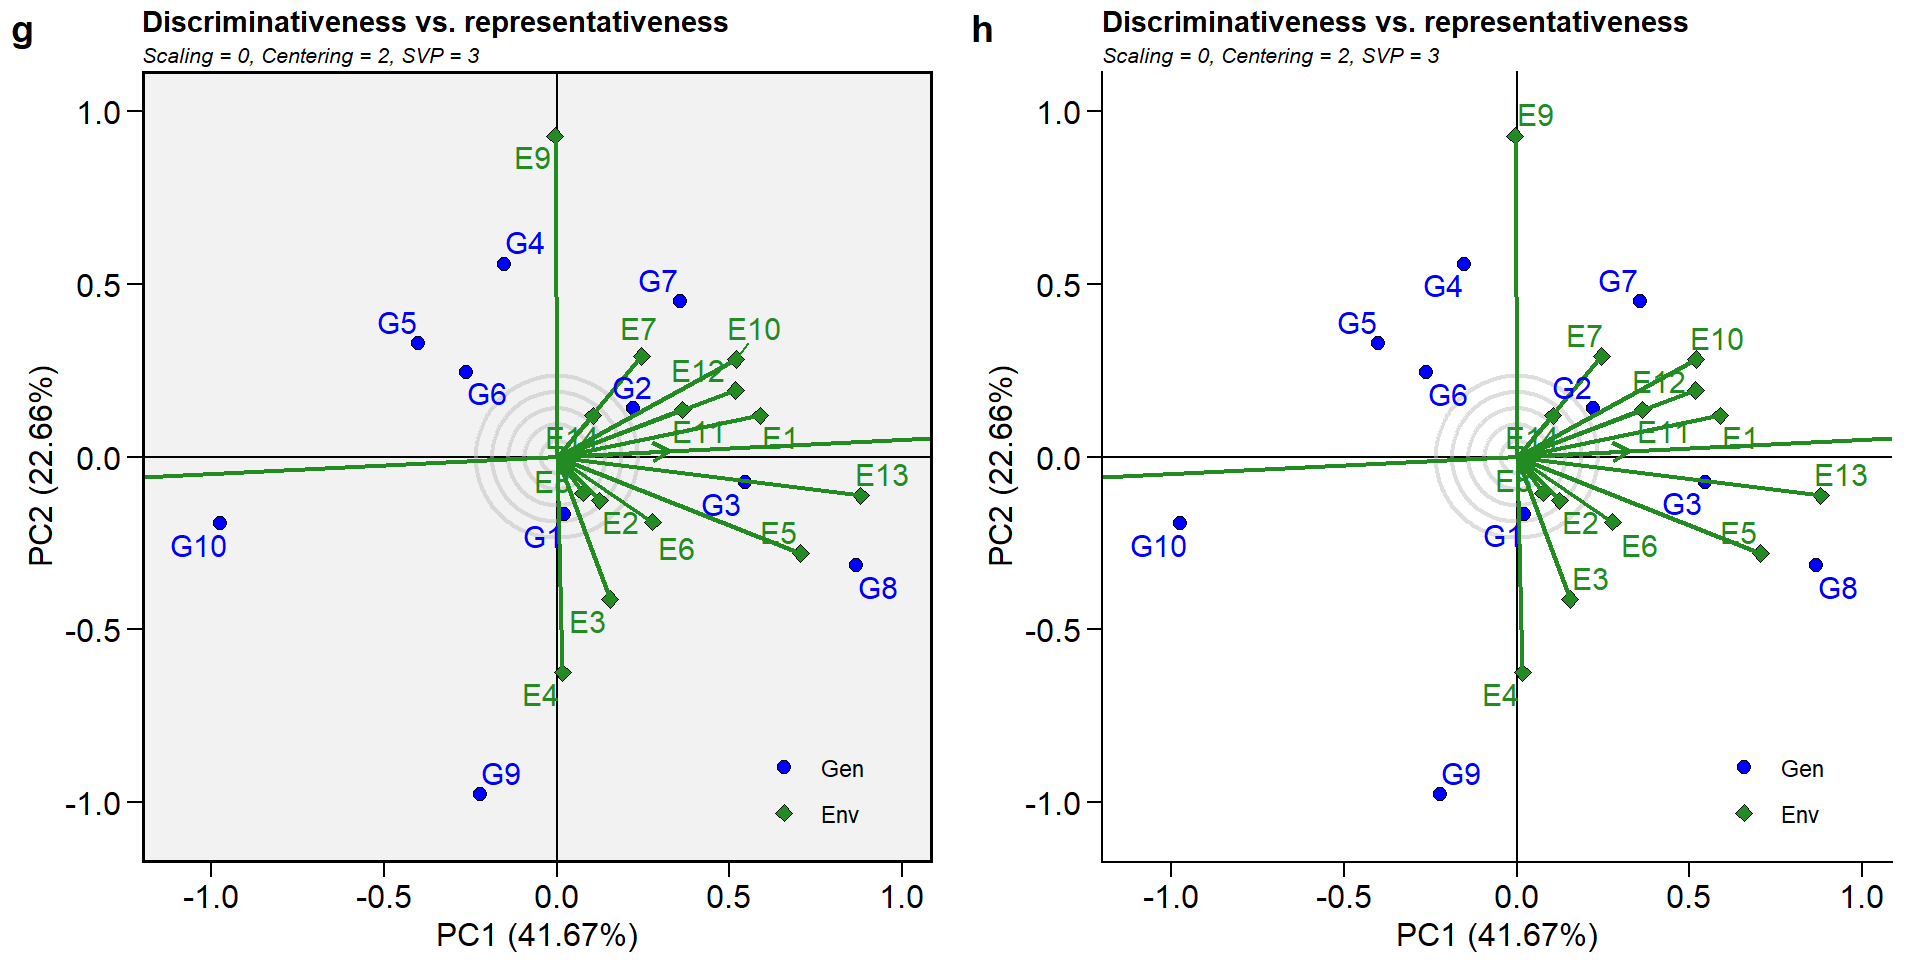 g
Discriminativeness vs. representativeness
Scaling = 0, Centering = 2, SVP = 3
PC2 (22.66%)
1.0
0.5
0.0
-0.5
-1.0
E9
G4
G7
G5
E7
E10
E12
G6
G2
E11
E1
E13
G3
G1
E2
E5
E6
G10
G8
E3
E4
G9
Gen
Env
-1.0
-0.5
0.0
0.5
1.0
PC1 (41.67%)
h
Discriminativeness vs. representativeness
Scaling = 0, Centering = 2, SVP = 3
PC2 (22.66%)
1.0
0.5
0.0
-0.5
-1.0
E9
G4
G7
G5
E7
E10
E12
G6
G2
E11
E1
E13
G3
G1
E2
E5
E6
G10
G8
E3
E4
G9
Gen
Env
-1.0
-0.5
0.0
0.5
1.0
PC1 (41.67%)